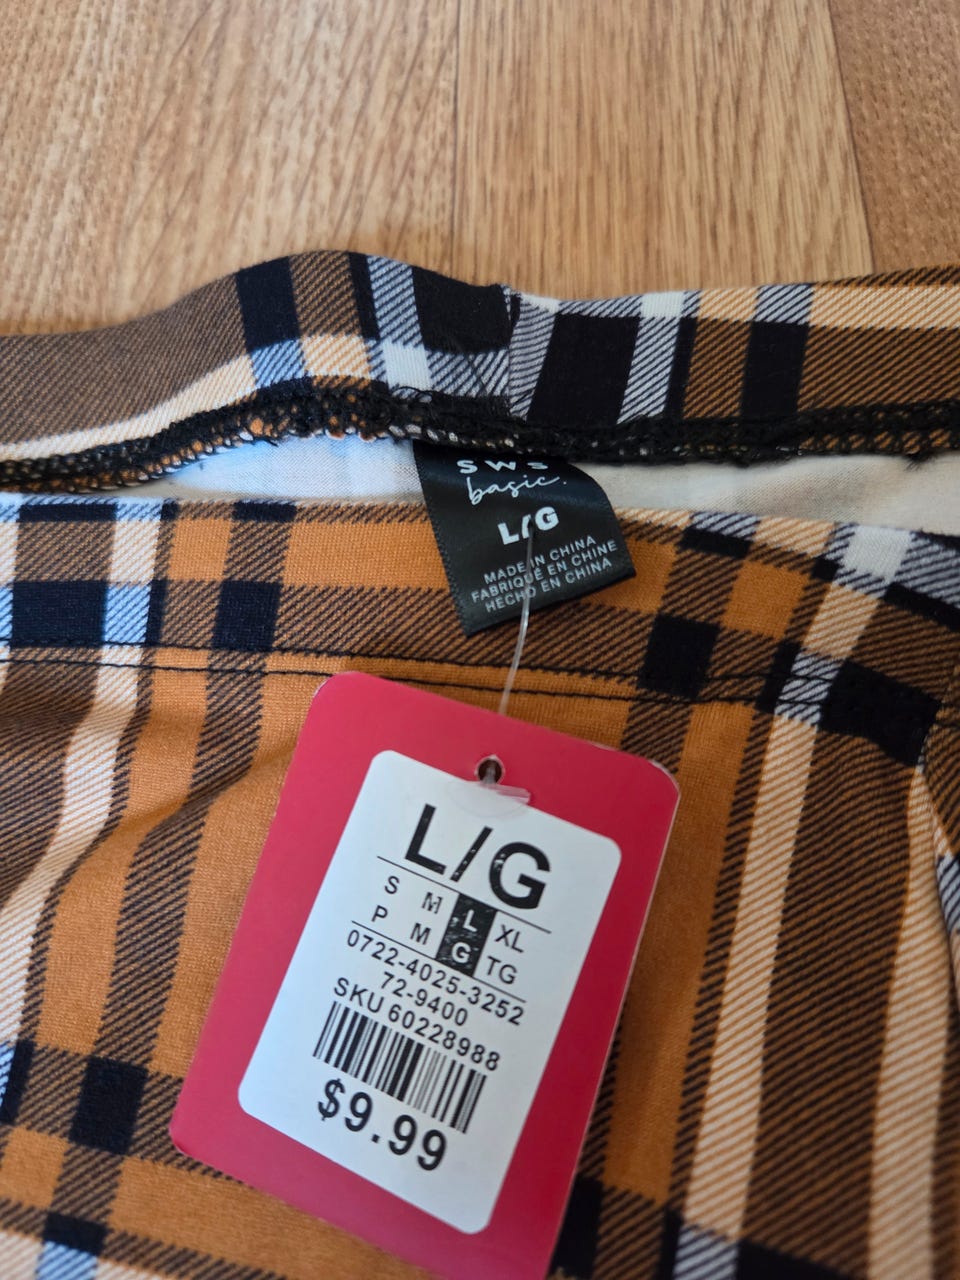 SWS
basic.
L/G
MADE IN CHINA
FABRIQUÉ EN CHINE
HECHO EN CHINA
L/G
S M L XL
P M G TG
0722-4025-3252
72-9400
SKU 60228988
$9.99